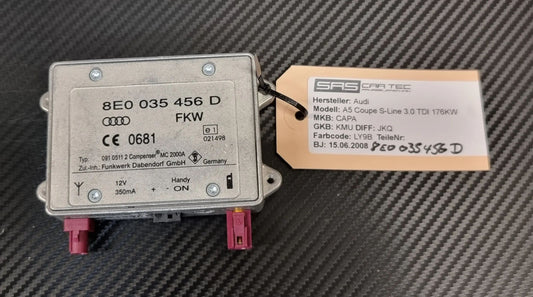 8E0 035 456 D
FKW
CE 0681
e1
021498
Typ: 091 0511 2 Compenser® MC 2000A
Zul.-Inh.: Funkwerk Dabendorf GmbH Germany
12V
350mA
+ -
Handy
ON
SAS CAR TEC
Hersteller: Audi
Modell: A5 Coupe S-Line 3.0 TDI 176KW
MKB: CAPA
GKB: KMU DIFF: JKQ
Farbcode: LY9B TeileNr:
BJ: 15.06.2008 8E0 035 456 D